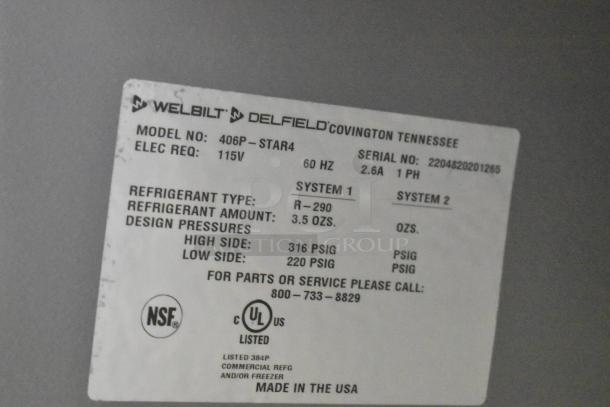 WELBILT DELFIELD COVINGTON TENNESSEE
MODEL NO: 406P-STAR4 SERIAL NO: 2204620201265
ELEC REQ: 115V 60 HZ 2.6A 1 PH
SYSTEM 1 SYSTEM 2
REFRIGERANT TYPE: R-290
REFRIGERANT AMOUNT: 3.5 OZS. OZS.
DESIGN PRESSURES
HIGH SIDE: 316 PSIG PSIG
LOW SIDE: 220 PSIG PSIG
FOR PARTS OR SERVICE PLEASE CALL:
800-733-8829
NSF®
C UL US
LISTED
LISTED 384P
COMMERCIAL REFG
AND/OR FREEZER
MADE IN THE USA